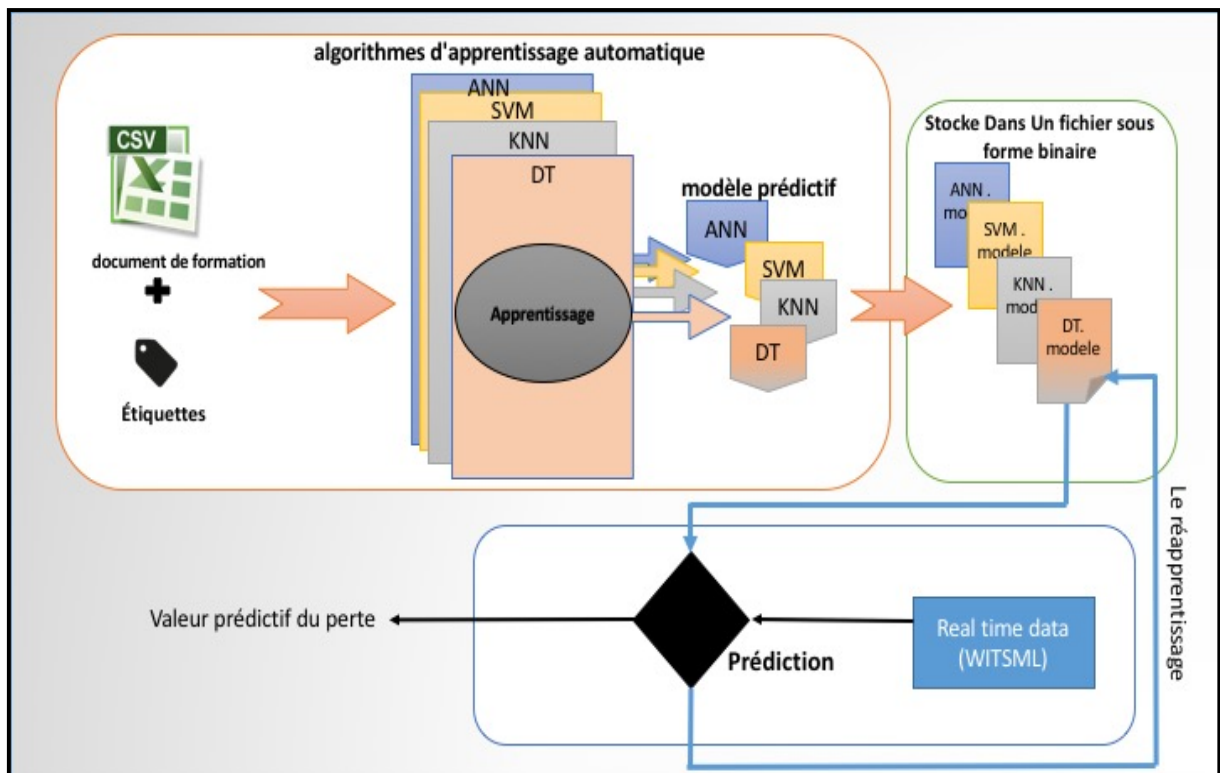 algorithmes d'apprentissage automatique
CSV
document de formation
Étiquettes
ANN
SVM
KNN
DT
Apprentissage
modèle prédictif
ANN
SVM
KNN
DT
Stocke Dans Un fichier sous
forme binaire
ANN .
SVM .
modele
KNN .
DT.
modele
Le réapprentissage
Valeur prédictif du perte
Prédiction
Real time data
(WITSML)